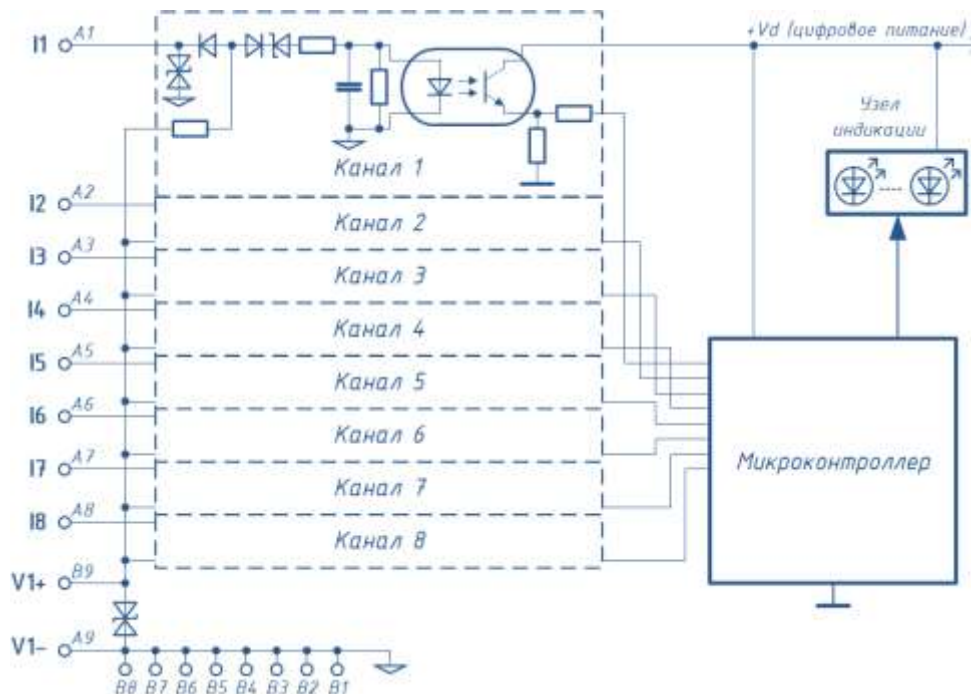 I1 A1
+Vd (цифровое питание)
Узел
индикации
Канал 1
I2 A2
Канал 2
I3 A3
Канал 3
I4 A4
Канал 4
I5 A5
Канал 5
I6 A6
Канал 6
I7 A7
Канал 7
I8 A8
Канал 8
Микроконтроллер
V1+ B9
V1- A9
B8 B7 B6 B5 B4 B3 B2 B1